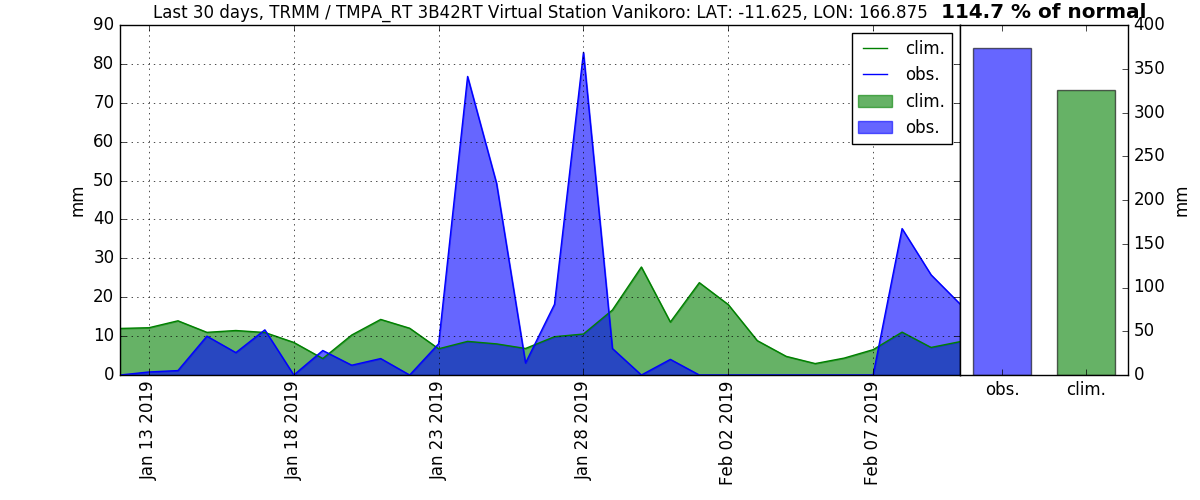 Last 30 days, TRMM / TMPA_RT 3B42RT Virtual Station Vanikoro: LAT: -11.625, LON: 166.875 114.7 % of normal
90
80
70
60
50
40
30
20
10
0
mm
clim.
obs.
clim.
obs.
400
350
300
250
200
150
100
50
0
mm
Jan 13 2019
Jan 18 2019
Jan 23 2019
Jan 28 2019
Feb 02 2019
Feb 07 2019
obs.
clim.